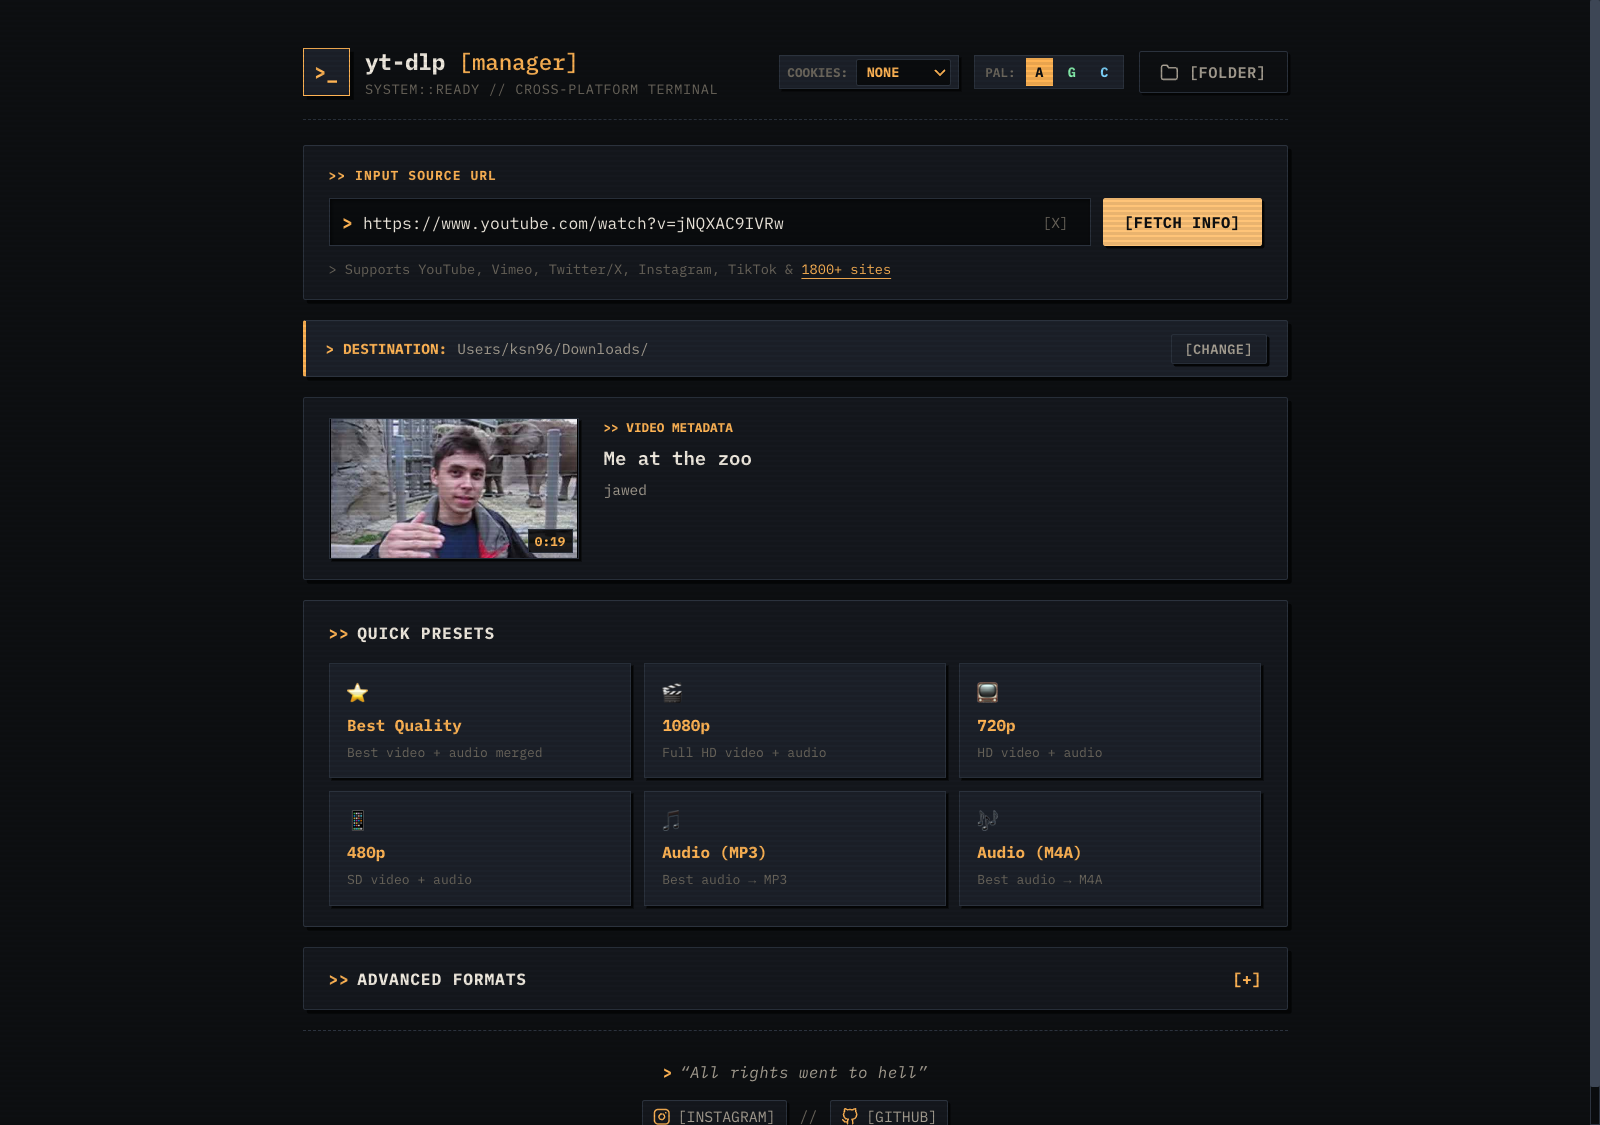 >_
yt-dlp [manager]
SYSTEM::READY // CROSS-PLATFORM TERMINAL
COOKIES: NONE
PAL: A G C
[FOLDER]
>> INPUT SOURCE URL
> https://www.youtube.com/watch?v=jNQXAC9IVRw [X]
[FETCH INFO]
> Supports YouTube, Vimeo, Twitter/X, Instagram, TikTok & 1800+ sites
> DESTINATION: Users/ksn96/Downloads/
[CHANGE]
0:19
>> VIDEO METADATA
Me at the zoo
jawed
>> QUICK PRESETS
Best Quality
Best video + audio merged
1080p
Full HD video + audio
720p
HD video + audio
480p
SD video + audio
Audio (MP3)
Best audio → MP3
Audio (M4A)
Best audio → M4A
>> ADVANCED FORMATS [+]
> “All rights went to hell”
[INSTAGRAM] // [GITHUB]